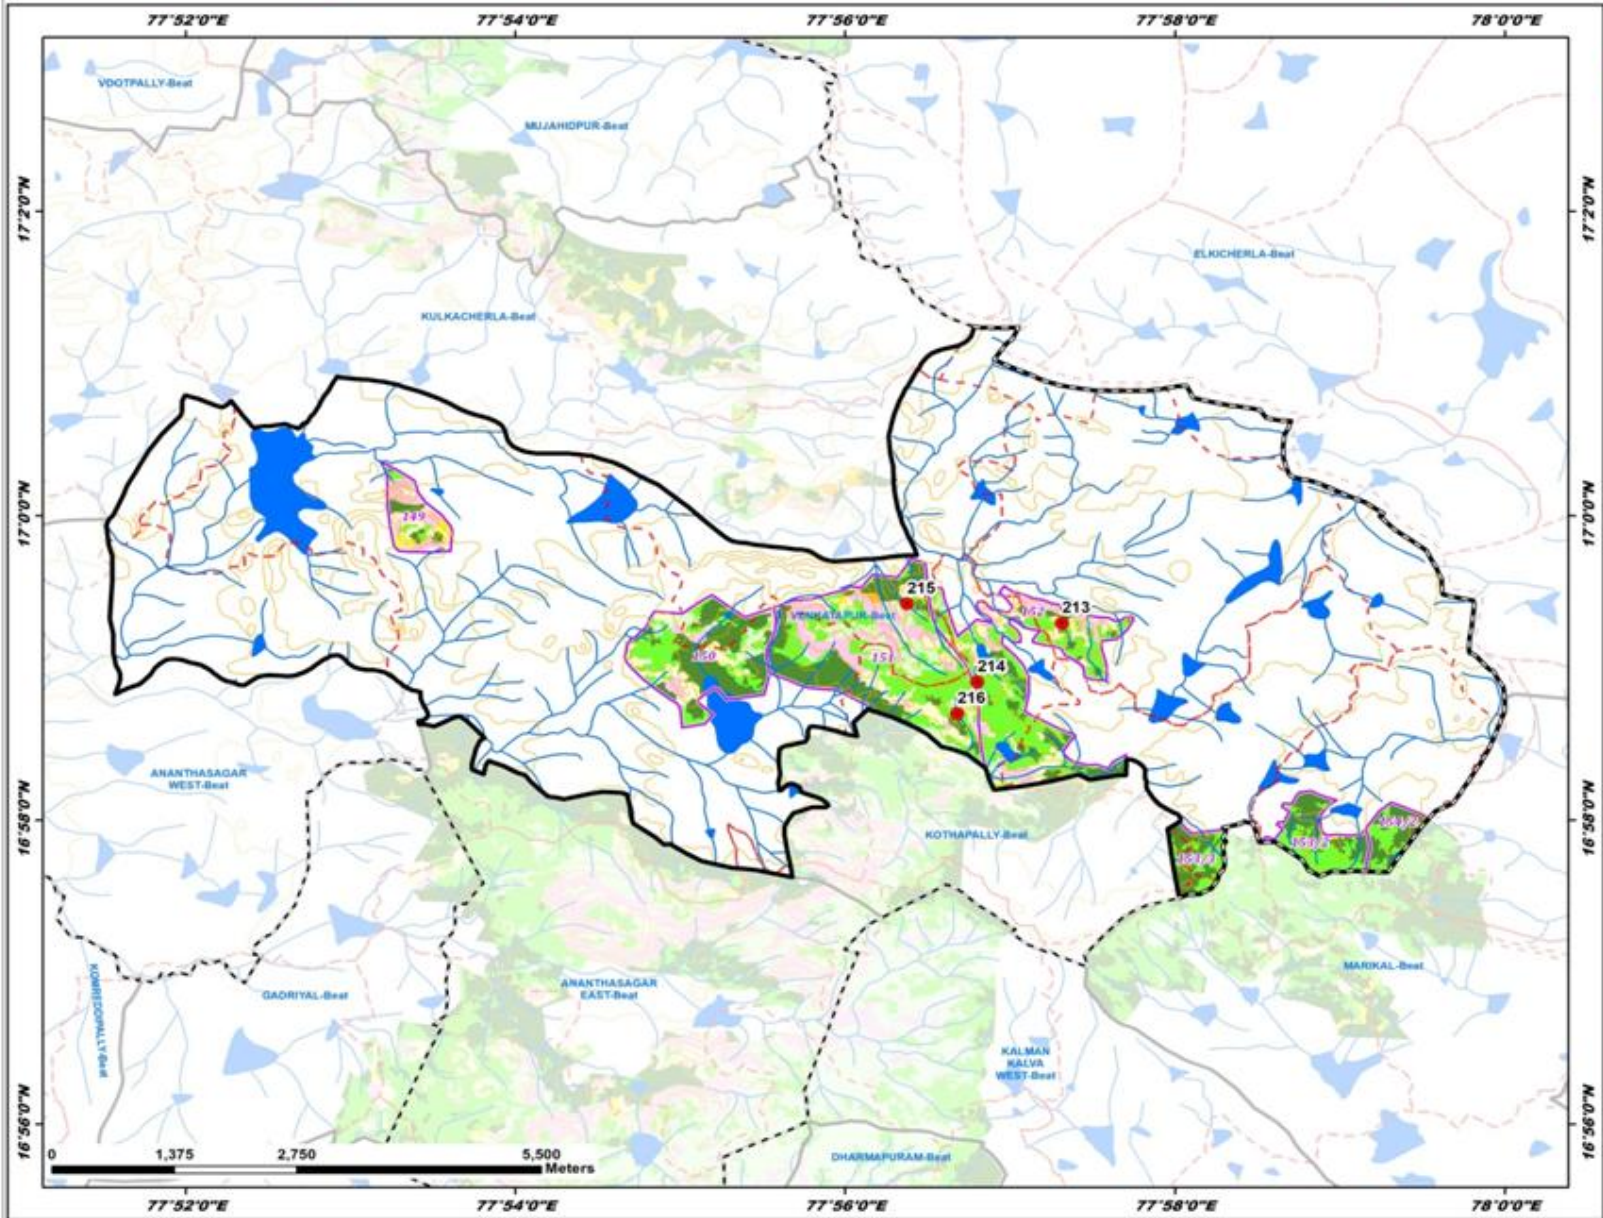 77°52'0"E
77°54'0"E
77°56'0"E
77°58'0"E
78°0'0"E
VOOTPALLY-Beat
MUJAHIDPUR-Beat
17°2'0"N
17°2'0"N
ELKICHERLA-Beat
KULKACHERLA-Beat
17°0'0"N
149
17°0'0"N
215
VENKATAPUR-Beat
152
213
150
151
214
216
ANANTHASAGAR
WEST-Beat
16°58'0"N
KOTHAPALLY-Beat
16°58'0"N
153/2
MARIKAL-Beat
KOMREDDIPALLY-Beat
GADRIYAL-Beat
ANANTHASAGAR
EAST-Beat
KALMAN
KALVA
WEST-Beat
16°56'0"N
16°56'0"N
0
1,375
2,750
5,500
Meters
DHARMAPURAM-Beat
77°52'0"E
77°54'0"E
77°56'0"E
77°58'0"E
78°0'0"E